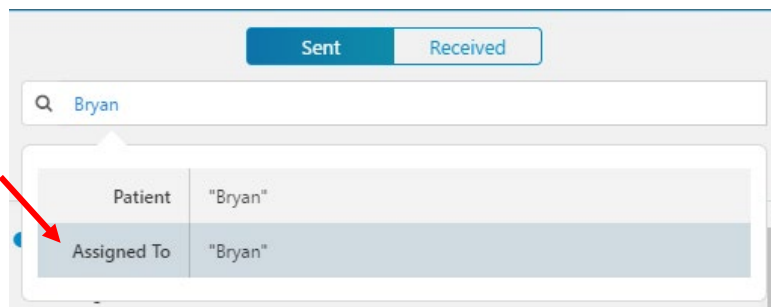 Sent Received
Bryan
Patient "Bryan"
Assigned To "Bryan"